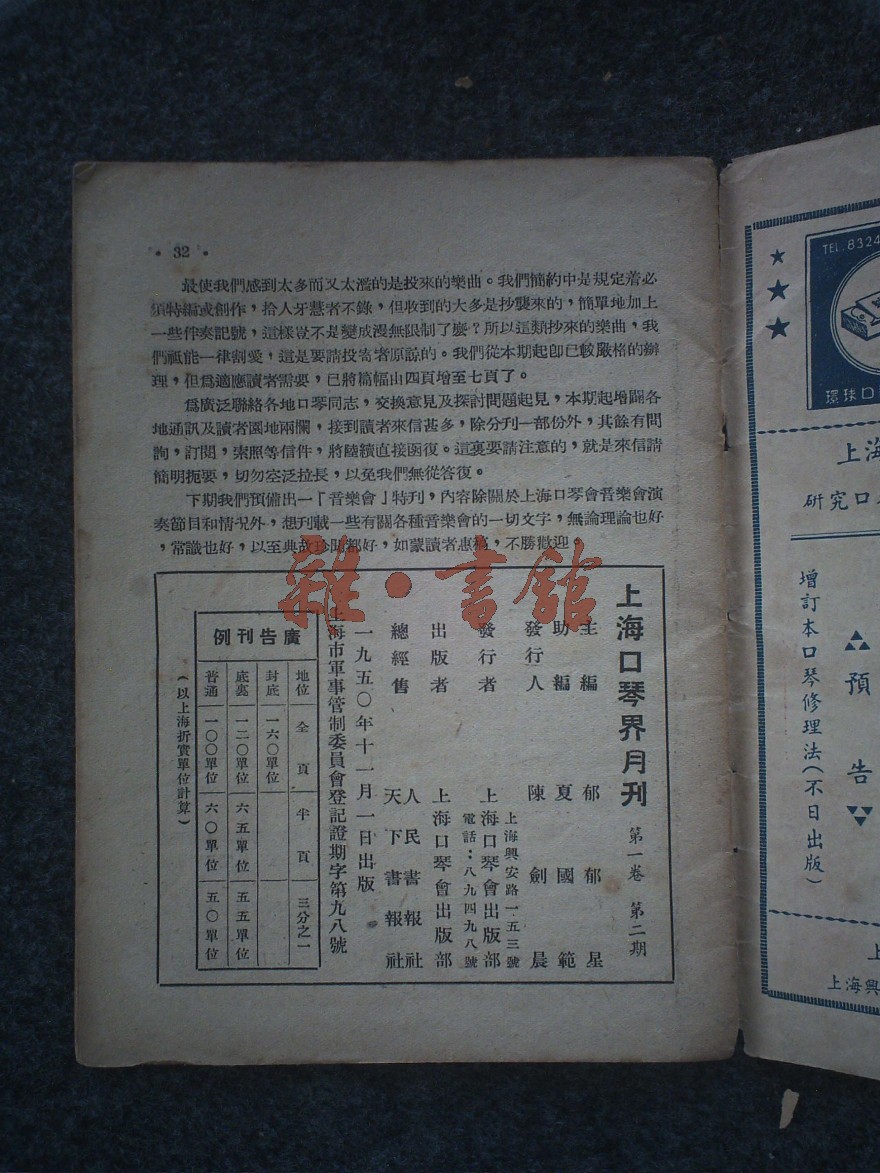 • 32 •
最使我們感到太多而又太濫的是投來的樂曲。我們簡約中是規定着必
須特編或創作，拾人牙慧者不錄，但收到的大多是抄襲來的，簡單地加上
一些伴奏記號，這樣豈不是變成漫無限制了麼？所以這類抄來的樂曲，我
們祇能一律割愛，這是要請投寄者原諒的。我們從本期起卽已較嚴格的辦
理，但爲適應讀者需要，已將篇幅由四頁增至七頁了。
爲廣泛聯絡各地口琴同志，交換意見及探討問題起見，本期起增闢各
地通訊及讀者園地兩欄，接到讀者來信甚多，除分刊一部份外，其餘有問
詢，訂閱，索照等信件，將陸續直接函復。這裏要請注意的，就是來信請
簡明扼要，切勿空泛拉長，以免我們無從答復。
下期我們預備出一「音樂會」特刊，內容除關於上海口琴會音樂會演
奏節目和情況外，想刊載一些有關各種音樂會的一切文字，無論理論也好
，常識也好，以至典故珍聞都好，如蒙讀者惠稿，不勝歡迎。
雜·書館
上海口琴界月刊 第一卷 第二期
主編 郁郁星
助編 夏國範
發行人 陳劍晨
發行者 上海口琴會出版部
上海興安路一五三號
電話：八九四九八號
出版者 上海口琴會出版部
總經售 人民書報社
天下書報社
一九五〇年十一月一日出版
上海市軍事管制委員會登記證期字第九八號
廣告刊例
地位 全頁 半頁 三分之一
封底 一六〇單位
底裏 一二〇單位 六五單位 五五單位
普通 一〇〇單位 六〇單位 五〇單位
（以上海折實單位計算）
TEL.8324
環球口
上海
研究口
增訂本口琴修理法(不日出版)
預告
上
上海興